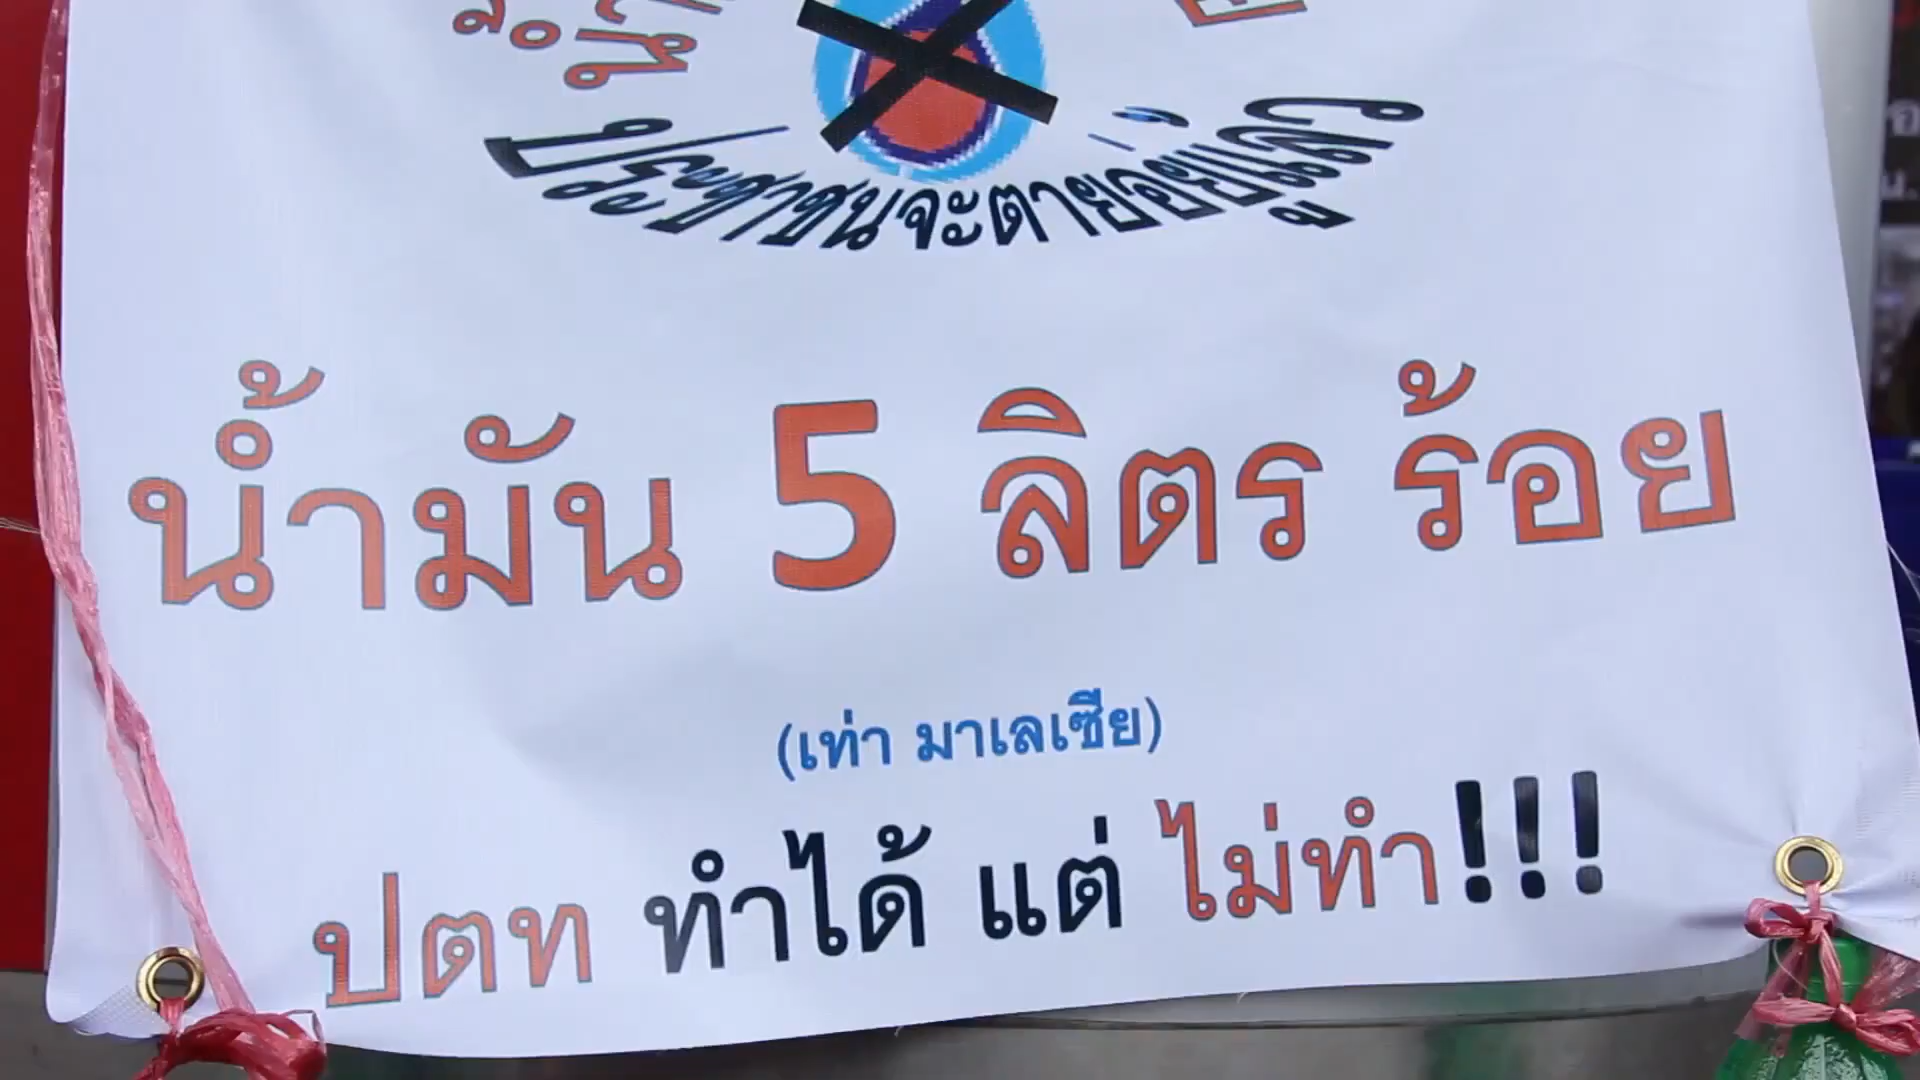 ประชาชนจะตายอยู่แล้ว
น้ำมัน 5 ลิตร ร้อย
(เท่า มาเลเซีย)
ปตท ทำได้ แต่ ไม่ทำ!!!